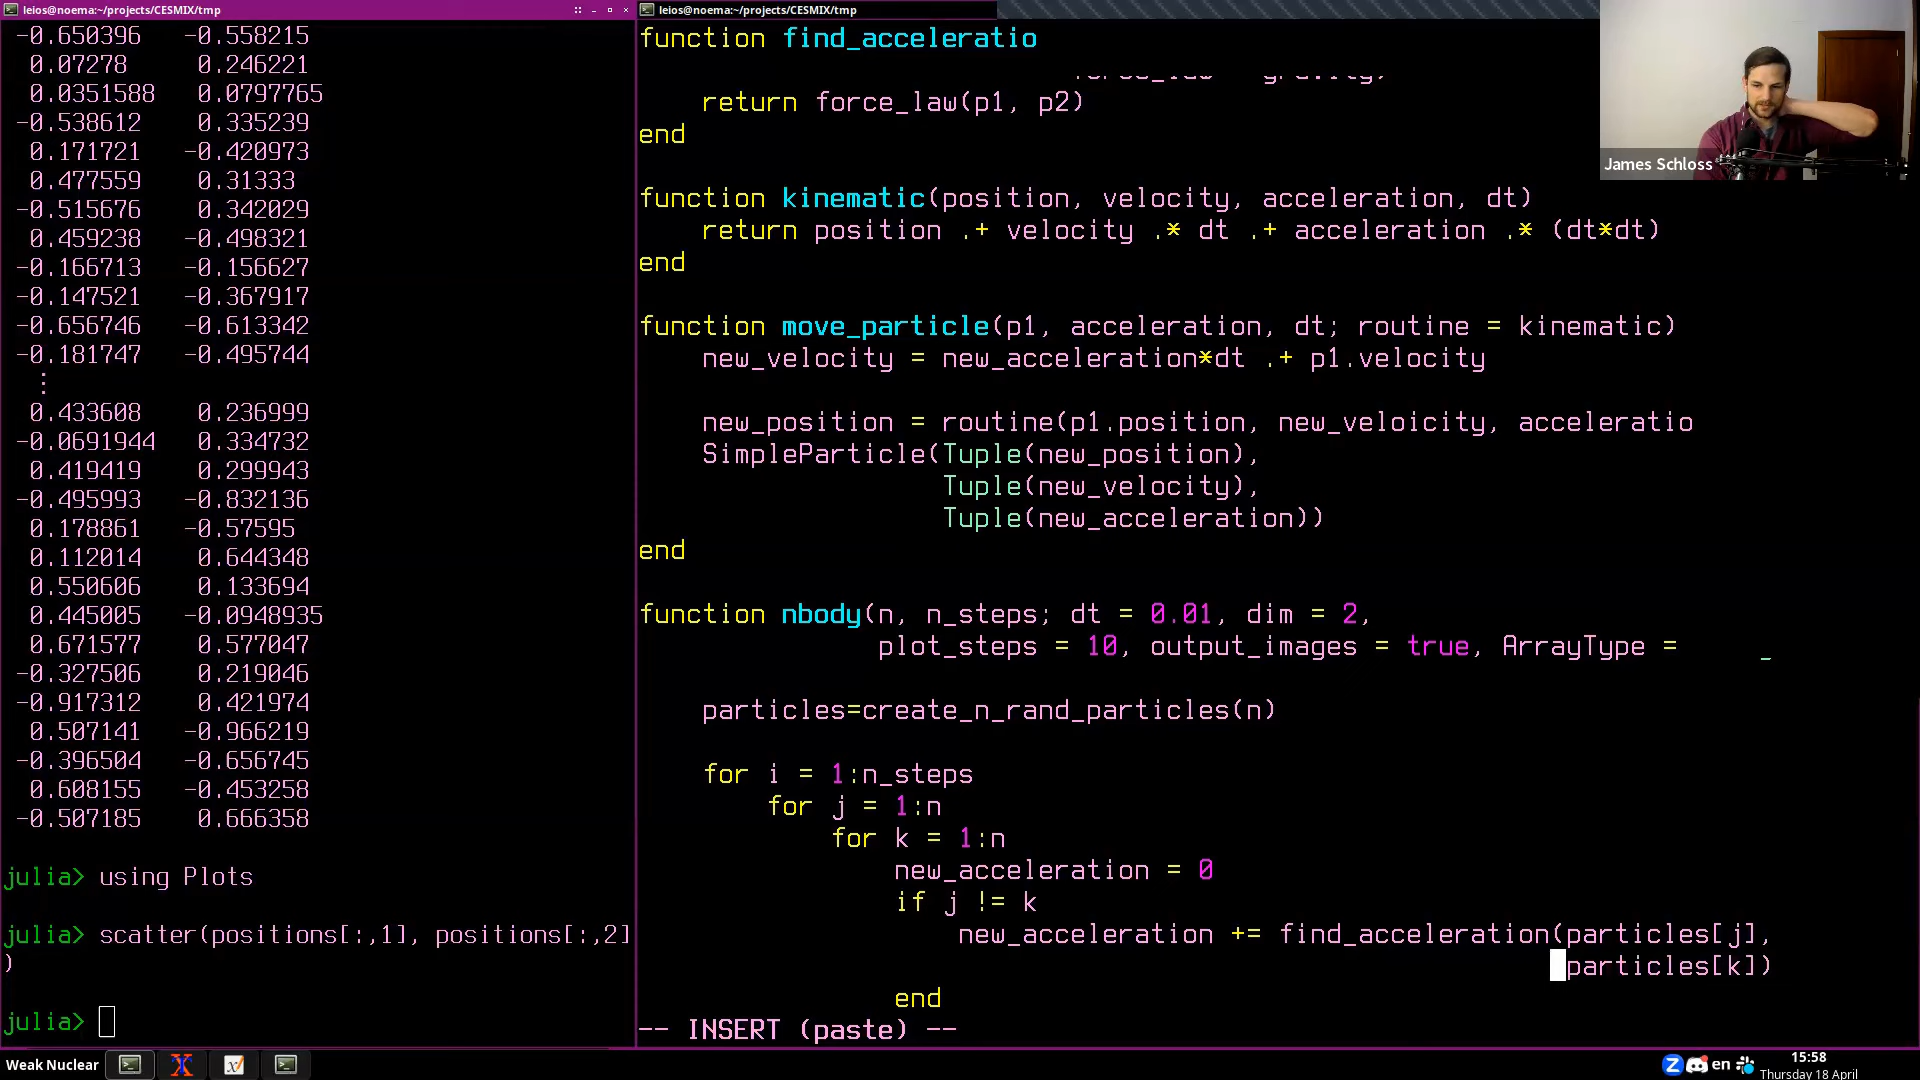 leios@noema:~/projects/CESMIX/tmp
-0.650396 -0.558215
0.07278 0.246221
0.0351588 0.0797765
-0.538612 0.335239
0.171721 -0.420973
0.477559 0.31333
-0.515676 0.342029
0.459238 -0.498321
-0.166713 -0.156627
-0.147521 -0.367917
-0.656746 -0.613342
-0.181747 -0.495744
⋮
0.433608 0.236999
-0.0691944 0.334732
0.419419 0.299943
-0.495993 -0.832136
0.178861 -0.57595
0.112014 0.644348
0.550606 0.133694
0.445005 -0.0948935
0.671577 0.577047
-0.327506 0.219046
-0.917312 0.421974
0.507141 -0.966219
-0.396504 -0.656745
0.608155 -0.453258
-0.507185 0.666358
julia> using Plots
julia> scatter(positions[:,1], positions[:,2]
)
julia>
leios@noema:~/projects/CESMIX/tmp
function find_acceleratio
return force_law(p1, p2)
end
function kinematic(position, velocity, acceleration, dt)
return position .+ velocity .* dt .+ acceleration .* (dt*dt)
end
function move_particle(p1, acceleration, dt; routine = kinematic)
new_velocity = new_acceleration*dt .+ p1.velocity
new_position = routine(p1.position, new_veloicity, acceleratio
SimpleParticle(Tuple(new_position),
Tuple(new_velocity),
Tuple(new_acceleration))
end
function nbody(n, n_steps; dt = 0.01, dim = 2,
plot_steps = 10, output_images = true, ArrayType = _
particles=create_n_rand_particles(n)
for i = 1:n_steps
for j = 1:n
for k = 1:n
new_acceleration = 0
if j != k
new_acceleration += find_acceleration(particles[j],
particles[k])
end
-- INSERT (paste) --
James Schloss
Weak Nuclear
en
15:58
Thursday 18 April